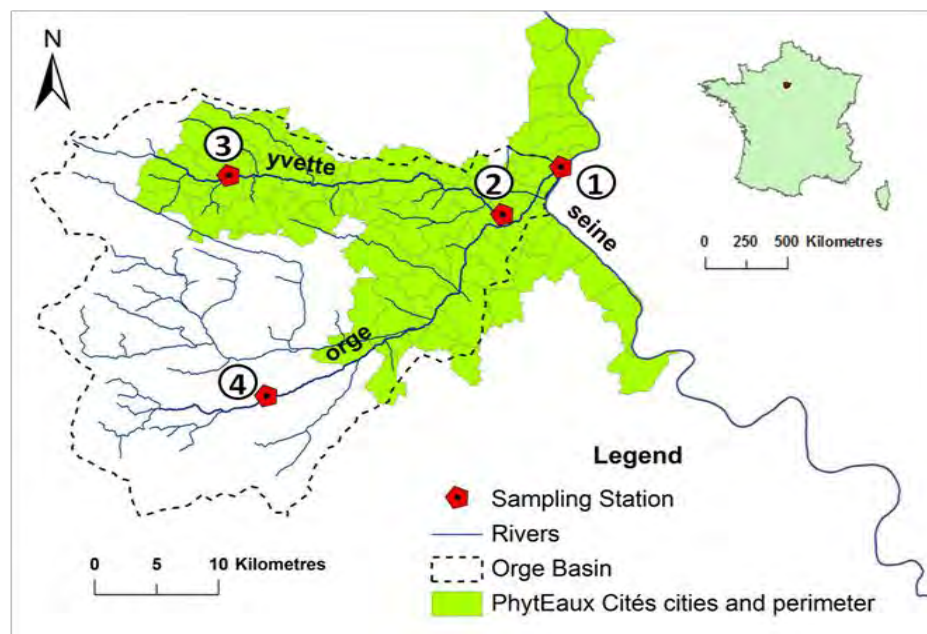 N
3
yvette
2
1
seine
0 250 500 Kilometres
orge
4
Legend
Sampling Station
Rivers
Orge Basin
PhytEaux Cités cities and perimeter
0 5 10 Kilometres